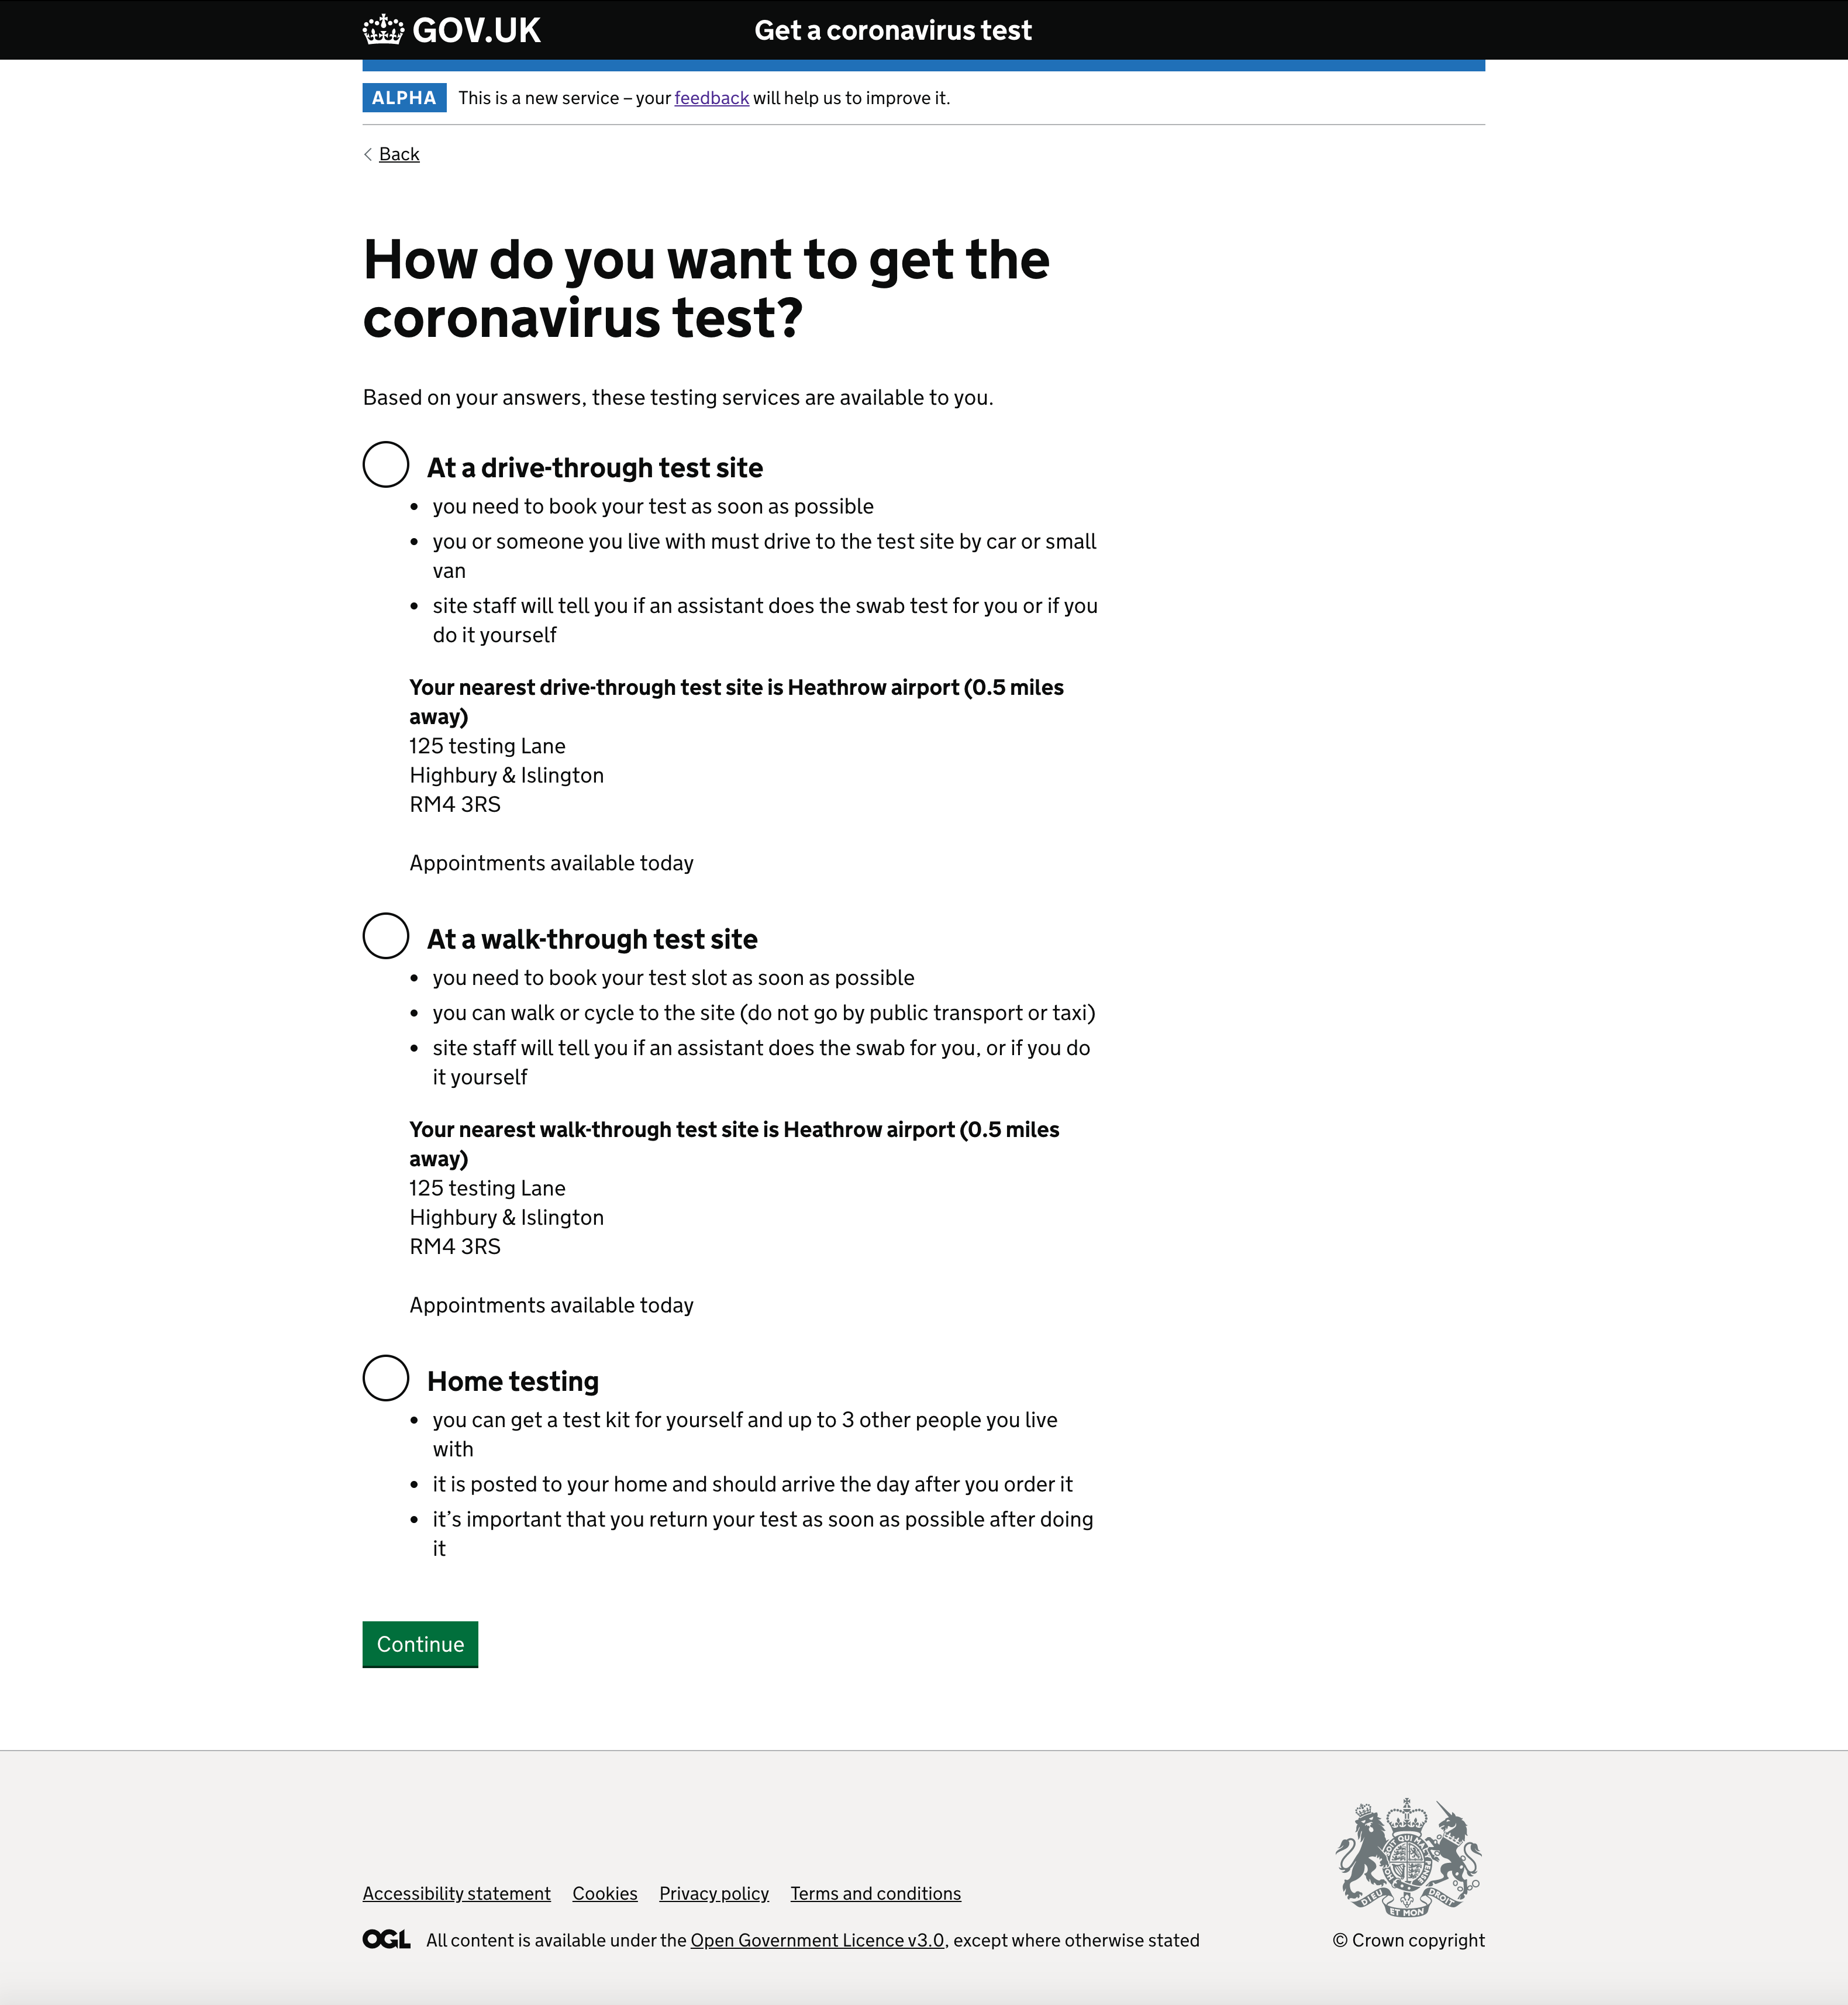 GOV.UK
Get a coronavirus test
ALPHA
This is a new service – your feedback will help us to improve it.
Back
How do you want to get the
coronavirus test?
Based on your answers, these testing services are available to you.
At a drive-through test site
• you need to book your test as soon as possible
• you or someone you live with must drive to the test site by car or small
van
• site staff will tell you if an assistant does the swab test for you or if you
do it yourself
Your nearest drive-through test site is Heathrow airport (0.5 miles
away)
125 testing Lane
Highbury & Islington
RM4 3RS
Appointments available today
At a walk-through test site
• you need to book your test slot as soon as possible
• you can walk or cycle to the site (do not go by public transport or taxi)
• site staff will tell you if an assistant does the swab for you, or if you do
it yourself
Your nearest walk-through test site is Heathrow airport (0.5 miles
away)
125 testing Lane
Highbury & Islington
RM4 3RS
Appointments available today
Home testing
• you can get a test kit for yourself and up to 3 other people you live
with
• it is posted to your home and should arrive the day after you order it
• it’s important that you return your test as soon as possible after doing
it
Continue
DIEU ET MON DROIT
Accessibility statement Cookies Privacy policy Terms and conditions
OGL All content is available under the Open Government Licence v3.0, except where otherwise stated
© Crown copyright